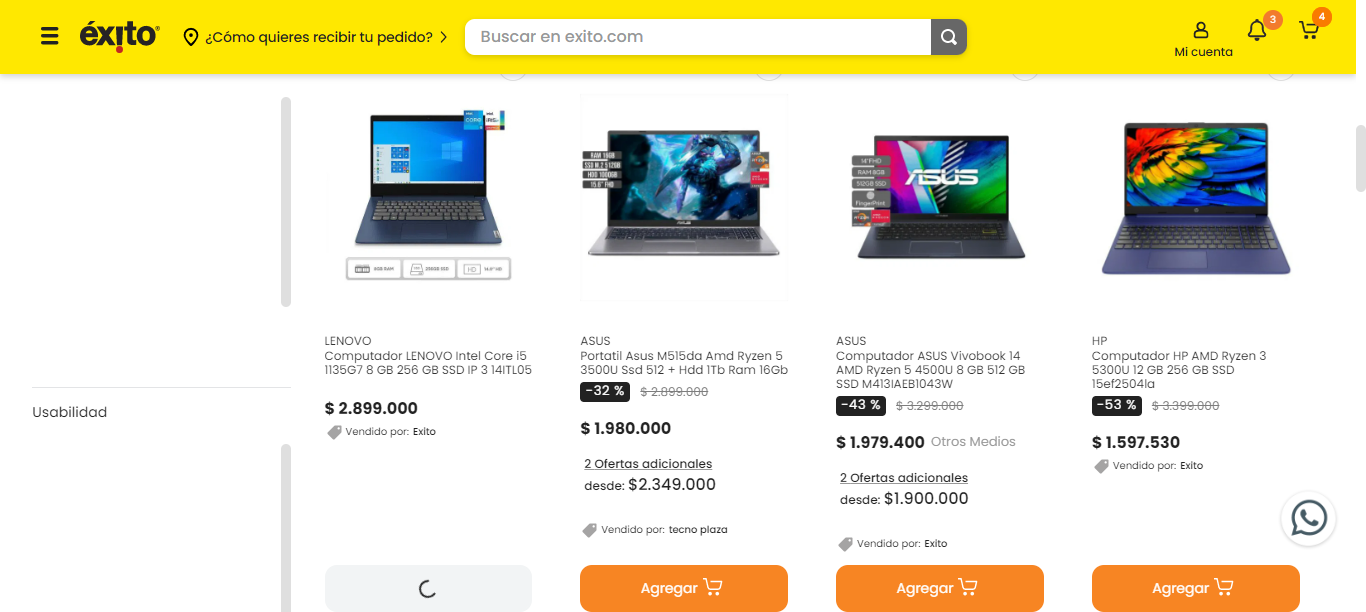 éxito
¿Cómo quieres recibir tu pedido?
Buscar en exito.com
Mi cuenta
3
4
intel CORE
RAM 16GB
SSD M.2 512GB
HDD 1000GB
15.6" FHD
ASUS
14" FHD
RAM 8GB
512GB SSD
FingerPrint
ASUS
8GB RAM
256GB SSD
HD
14.0" HD
LENOVO
Computador LENOVO Intel Core i5
1135G7 8 GB 256 GB SSD IP 3 14ITL05
$ 2.899.000
Vendido por: Exito
ASUS
Portatil Asus M515da Amd Ryzen 5
3500U Ssd 512 + Hdd 1Tb Ram 16Gb
-32 % $ 2.899.000
$ 1.980.000
2 Ofertas adicionales
desde: $2.349.000
Vendido por: tecno plaza
Agregar
ASUS
Computador ASUS Vivobook 14
AMD Ryzen 5 4500U 8 GB 512 GB
SSD M413IAEB1043W
-43 % $ 3.299.000
$ 1.979.400 Otros Medios
2 Ofertas adicionales
desde: $1.900.000
Vendido por: Exito
Agregar
HP
Computador HP AMD Ryzen 3
5300U 12 GB 256 GB SSD
15ef2504la
-53 % $ 3.399.000
$ 1.597.530
Vendido por: Exito
Agregar
Usabilidad